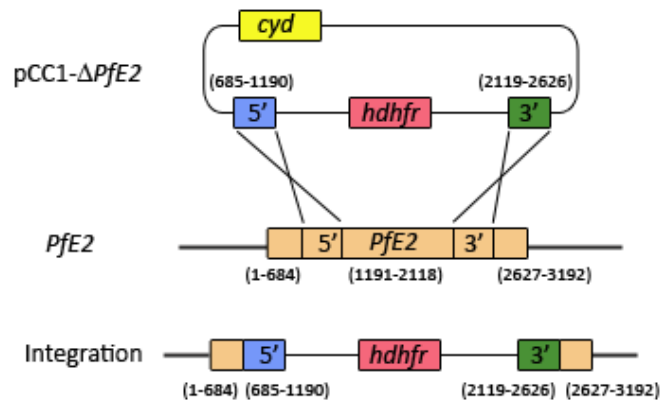 cyd
pCC1-ΔPfE2
(685-1190) (2119-2626)
5’ hdhfr 3’
PfE2 5’ PfE2 3’
(1-684) (1191-2118) (2627-3192)
Integration 5’ hdhfr 3’
(1-684) (685-1190) (2119-2626) (2627-3192)